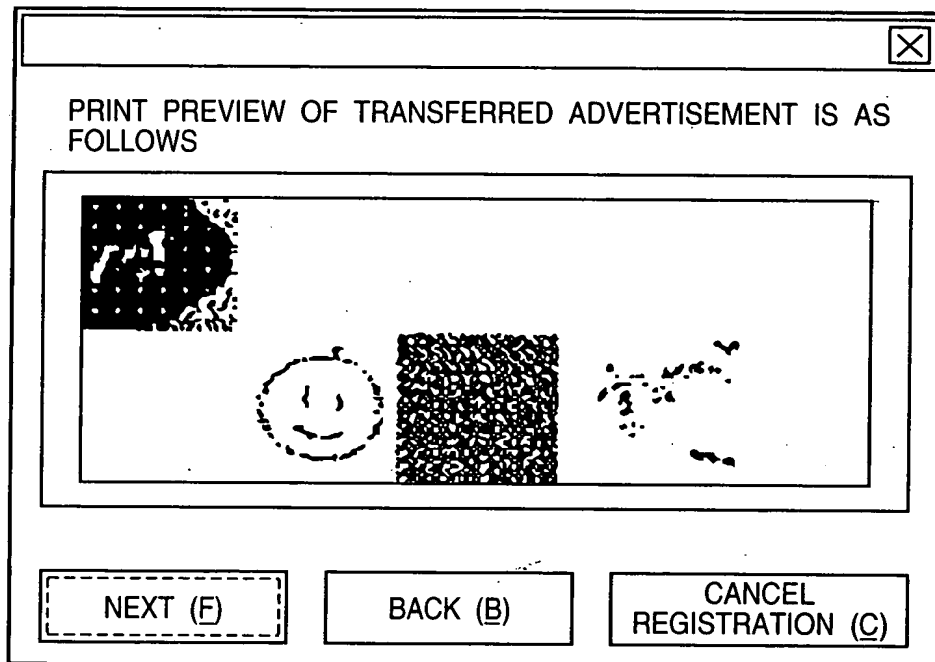 PRINT PREVIEW OF TRANSFERRED ADVERTISEMENT IS AS
FOLLOWS
NEXT (F)
BACK (B)
CANCEL
REGISTRATION (C)